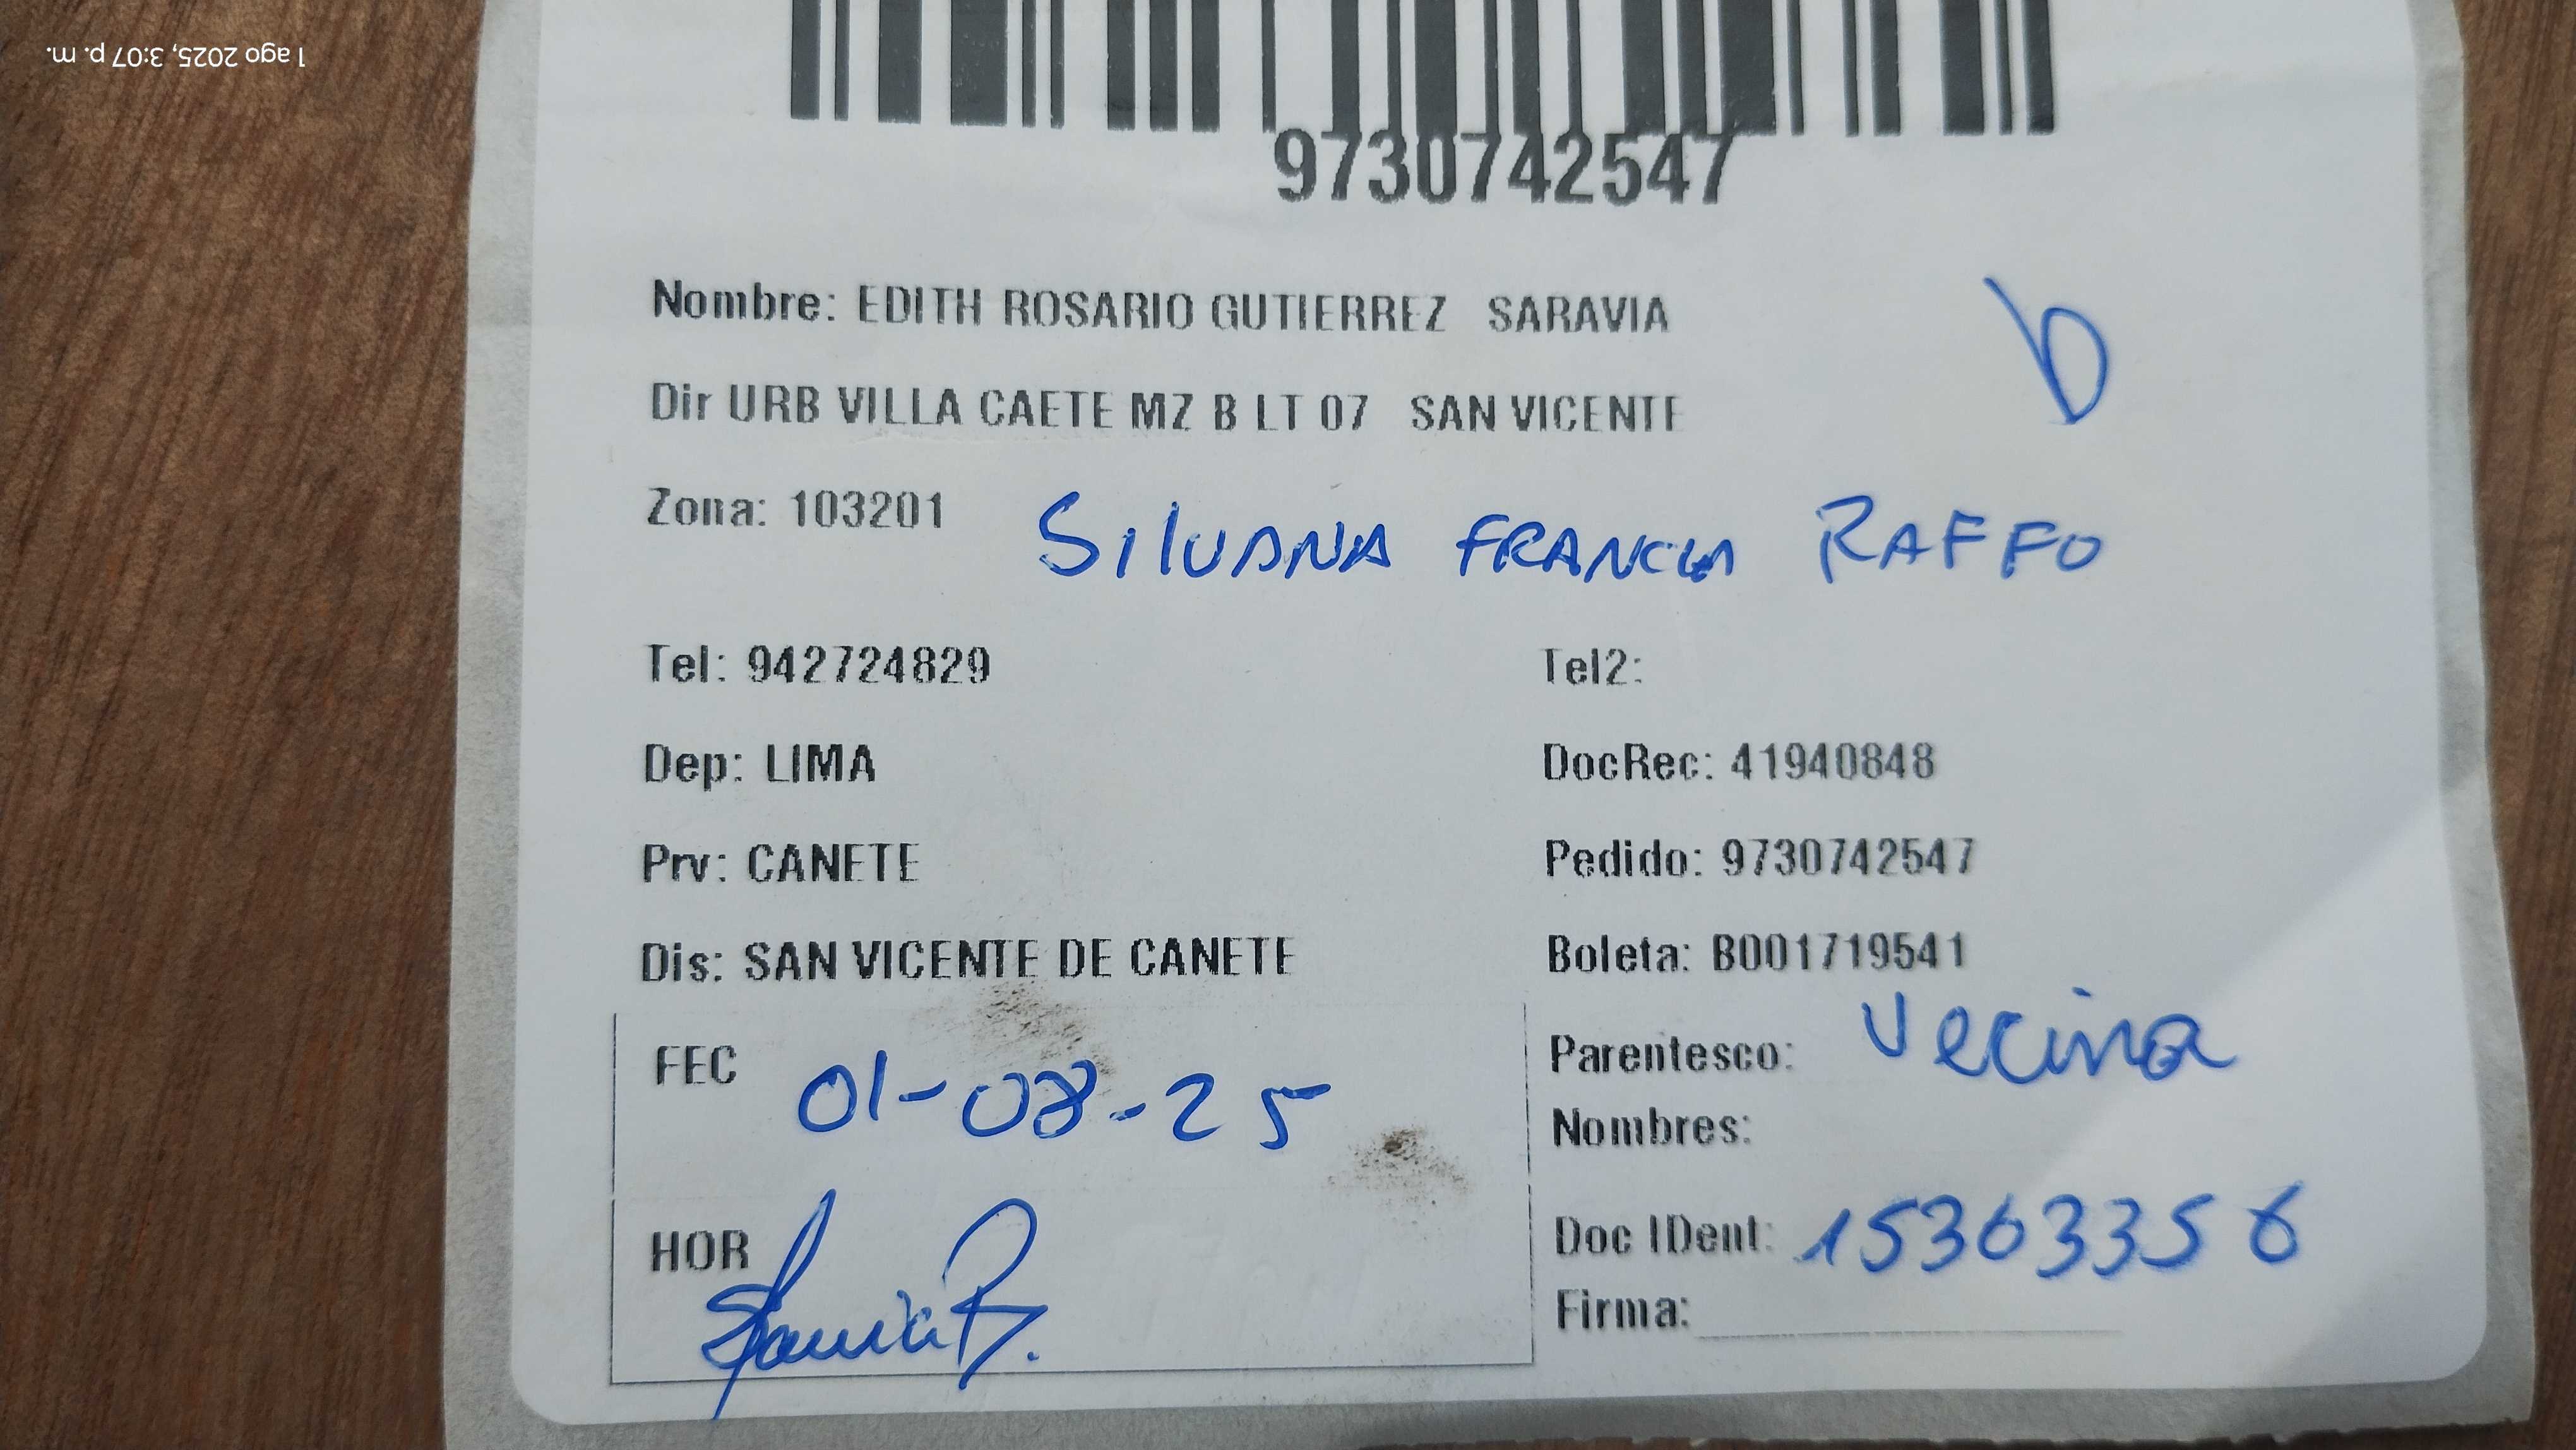 1 ago 2025, 3:07 p. m.
9730742547
Nombre: EDITH ROSARIO GUTIERREZ SARAVIA
Dir URB VILLA CAETE MZ B LT 07 SAN VICENTE
Zona: 103201
SilVANA FRANCIA RAFFO
Tel: 942724829 Tel2:
Dep: LIMA DocRec: 41940848
Prv: CANETE Pedido: 9730742547
Dis: SAN VICENTE DE CANETE Boleta: B001719541
FEC 01-08-25 Parentesco: Vecina
Nombres:
HOR Doc IDent: 15363356
Firma: